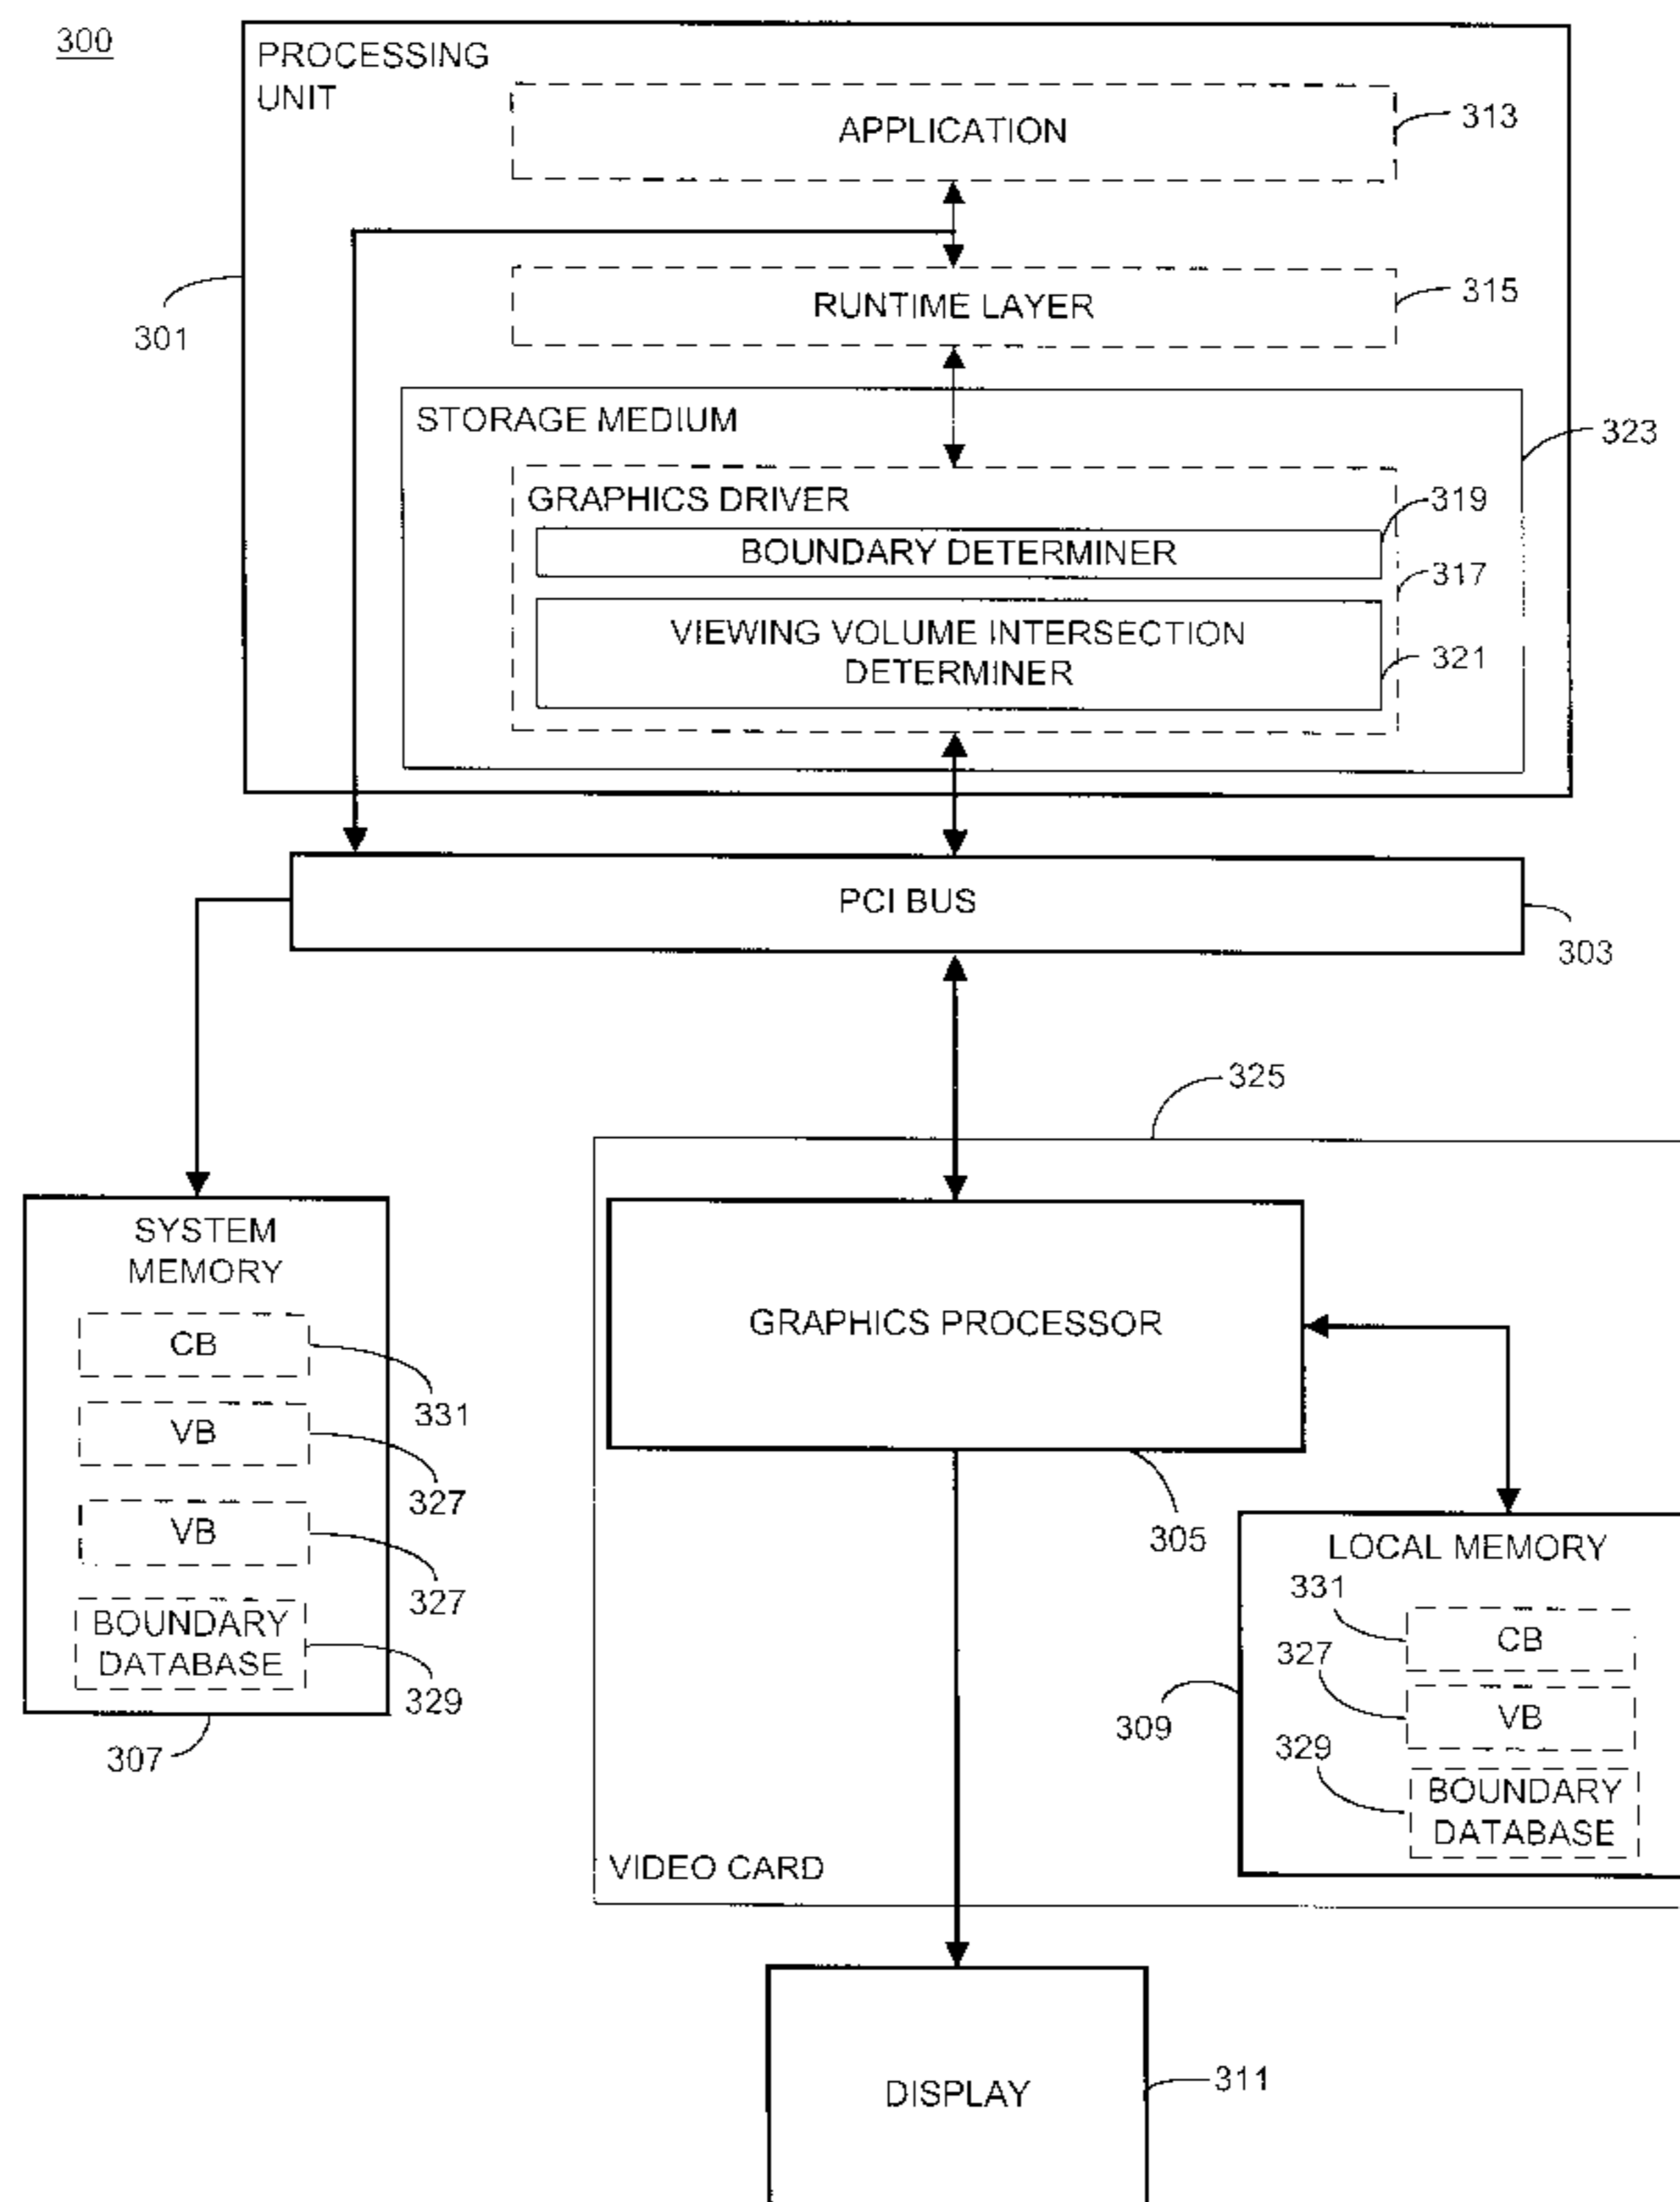 300
PROCESSING
UNIT
APPLICATION
313
RUNTIME LAYER
315
301
STORAGE MEDIUM
323
GRAPHICS DRIVER
319
BOUNDARY DETERMINER
317
VIEWING VOLUME INTERSECTION
DETERMINER
321
PCI BUS
303
325
SYSTEM
MEMORY
CB
331
VB
327
VB
327
BOUNDARY
DATABASE
329
307
GRAPHICS PROCESSOR
305
LOCAL MEMORY
331
CB
327
VB
309
329
BOUNDARY
DATABASE
VIDEO CARD
DISPLAY
311